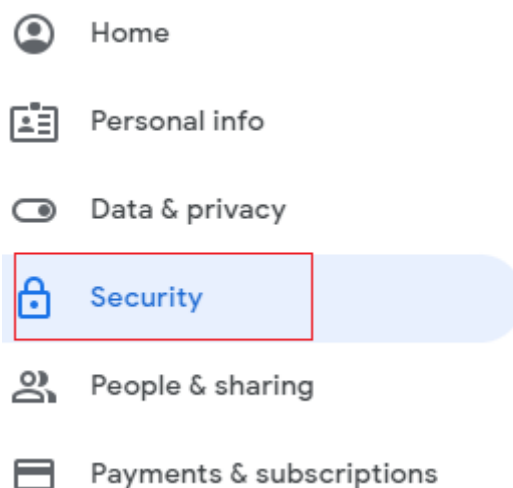 Home
Personal info
Data & privacy
Security
People & sharing
Payments & subscriptions